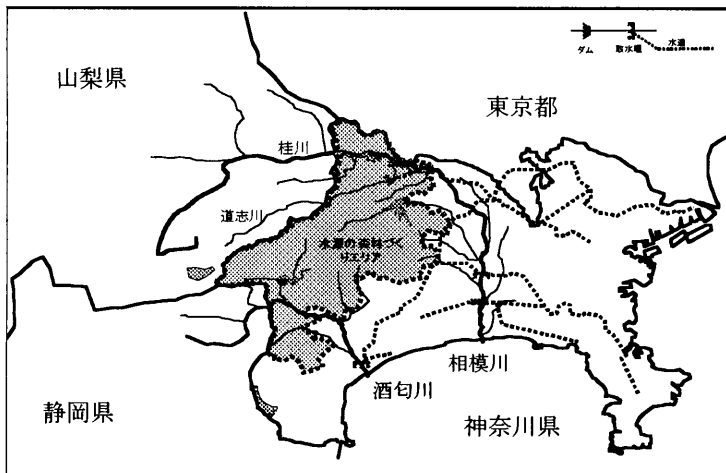 ダム
取水堰
水道
山梨県
東京都
桂川
道志川
水源の森林づく
りエリア
相模川
酒匂川
静岡県
神奈川県